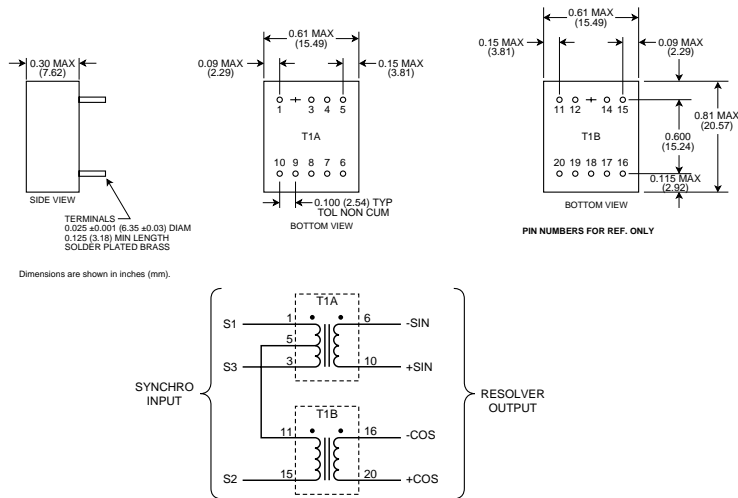 0.61 MAX
(15.49)
0.61 MAX
(15.49)
0.30 MAX
(7.62)
0.09 MAX
(2.29)
0.15 MAX
(3.81)
0.15 MAX
(3.81)
0.09 MAX
(2.29)
1 3 4 5
T1A
10 9 8 7 6
11 12 14 15
T1B
20 19 18 17 16
0.81 MAX
(20.57)
0.600
(15.24)
0.115 MAX
(2.92)
SIDE VIEW
0.100 (2.54) TYP
TOL NON CUM
BOTTOM VIEW
BOTTOM VIEW
TERMINALS
0.025 ±0.001 (6.35 ±0.03) DIAM
0.125 (3.18) MIN LENGTH
SOLDER PLATED BRASS
PIN NUMBERS FOR REF. ONLY
Dimensions are shown in inches (mm).
T1A
S1 1 6 -SIN
5
S3 3 10 +SIN
SYNCHRO
INPUT
RESOLVER
OUTPUT
T1B
11 16 -COS
S2 15 20 +COS